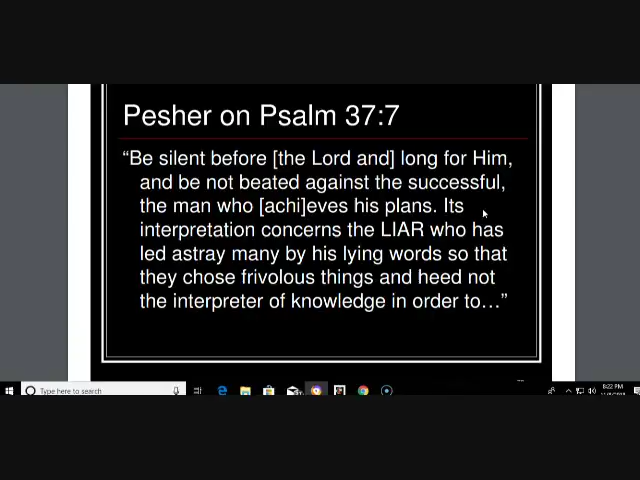 Pesher on Psalm 37:7
“Be silent before [the Lord and] long for Him,
and be not beated against the successful,
the man who [achi]eves his plans. Its
interpretation concerns the LIAR who has
led astray many by his lying words so that
they chose frivolous things and heed not
the interpreter of knowledge in order to…”
Type here to search
8:22 PM